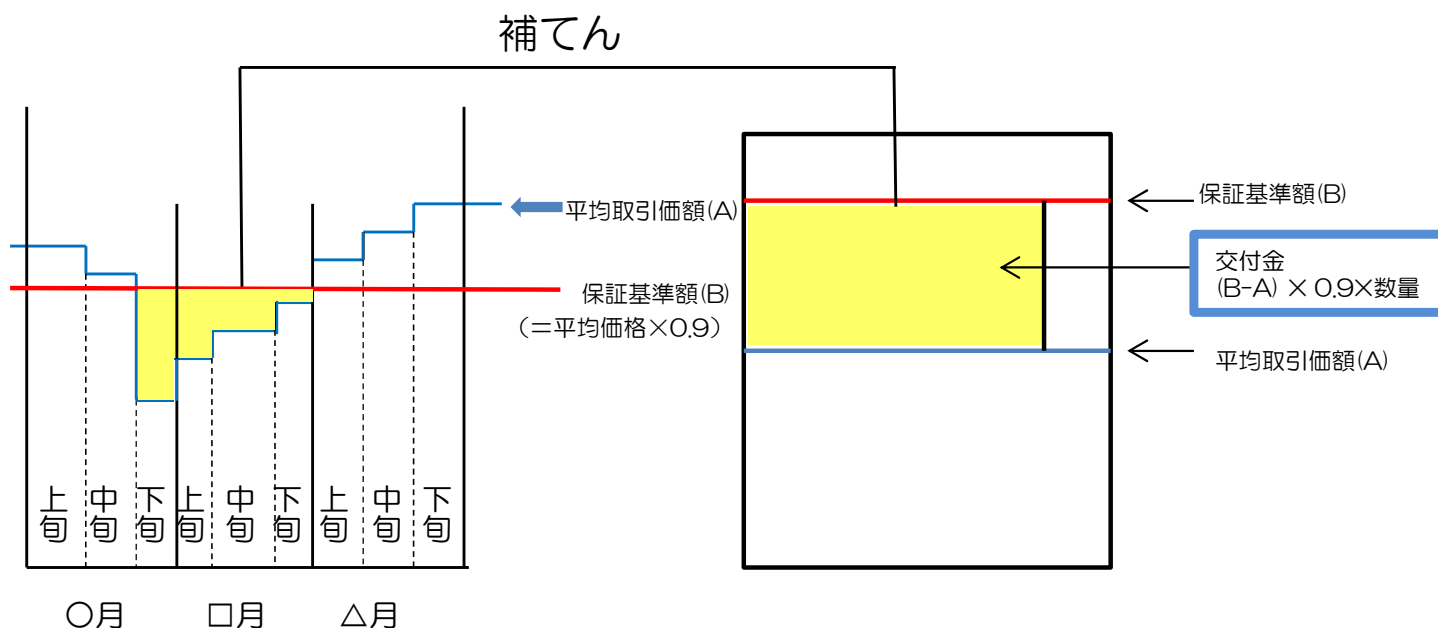 補てん
平均取引価額(A)
保証基準額(B)
(＝平均価格×0.9)
上旬
中旬
下旬
上旬
中旬
下旬
上旬
中旬
下旬
○月
□月
△月
保証基準額(B)
交付金
(B-A) × 0.9×数量
平均取引価額(A)